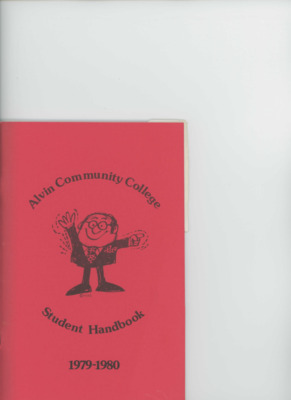 Alvin Community College
Student Handbook
1979-1980